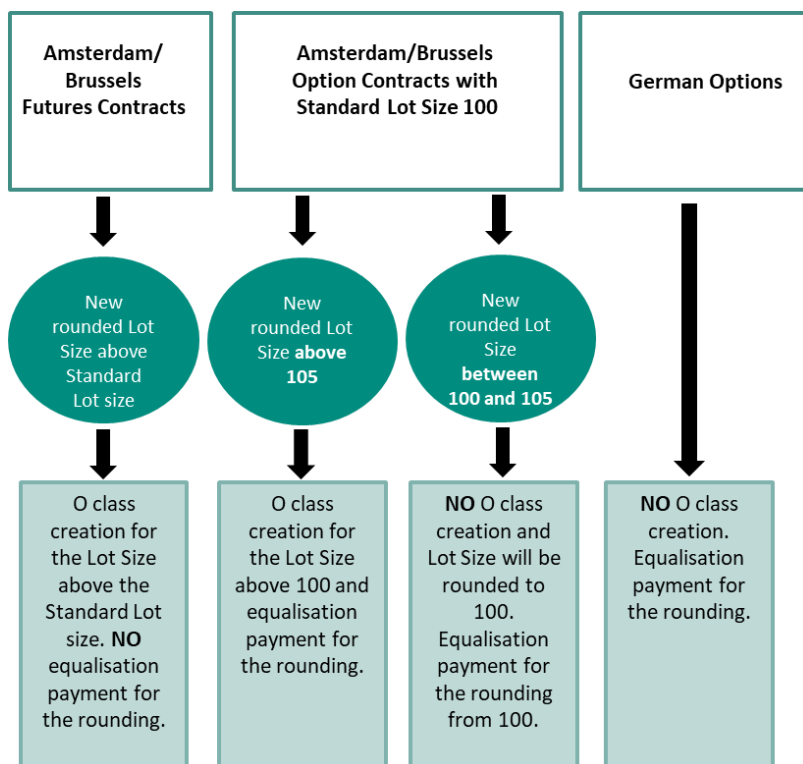 Amsterdam/
Brussels
Futures Contracts
Amsterdam/Brussels
Option Contracts with
Standard Lot Size 100
German Options
New
rounded Lot
Size above
Standard
Lot size
New
rounded Lot
Size above
105
New
rounded Lot
Size
between
100 and 105
O class
creation for
the Lot Size
above the
Standard Lot
size. NO
equalisation
payment for
the rounding.
O class
creation for
the Lot Size
above 100 and
equalisation
payment for
the rounding.
NO O class
creation and
Lot Size will be
rounded to
100.
Equalisation
payment for
the rounding
from 100.
NO O class
creation.
Equalisation
payment for
the rounding.